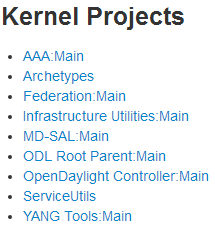 Kernel Projects
AAA:Main
Archetypes
Federation:Main
Infrastructure Utilities:Main
MD-SAL:Main
ODL Root Parent:Main
OpenDaylight Controller:Main
ServiceUtils
YANG Tools:Main